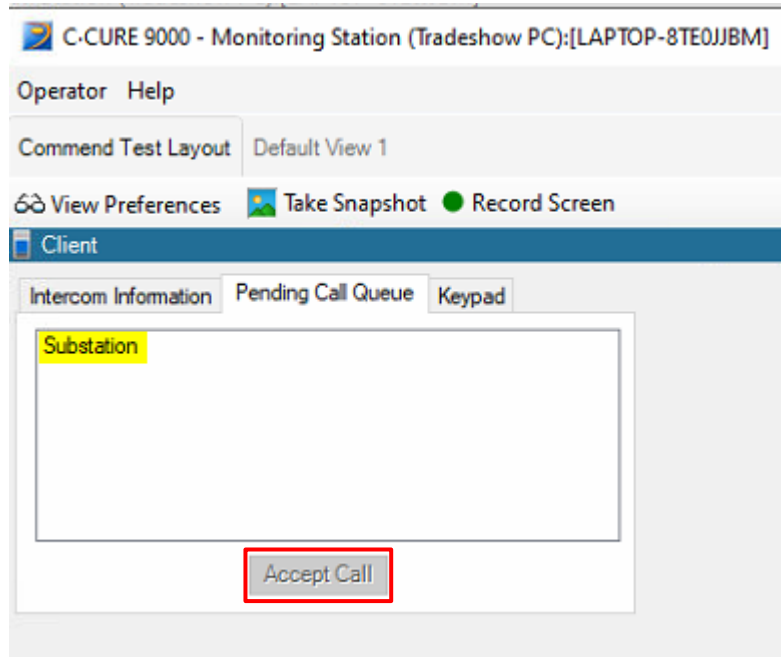 C•CURE 9000 - Monitoring Station (Tradeshow PC):[LAPTOP-8TE0JJBM]
Operator Help
Commend Test Layout Default View 1
View Preferences Take Snapshot Record Screen
Client
Intercom Information Pending Call Queue Keypad
Substation
Accept Call